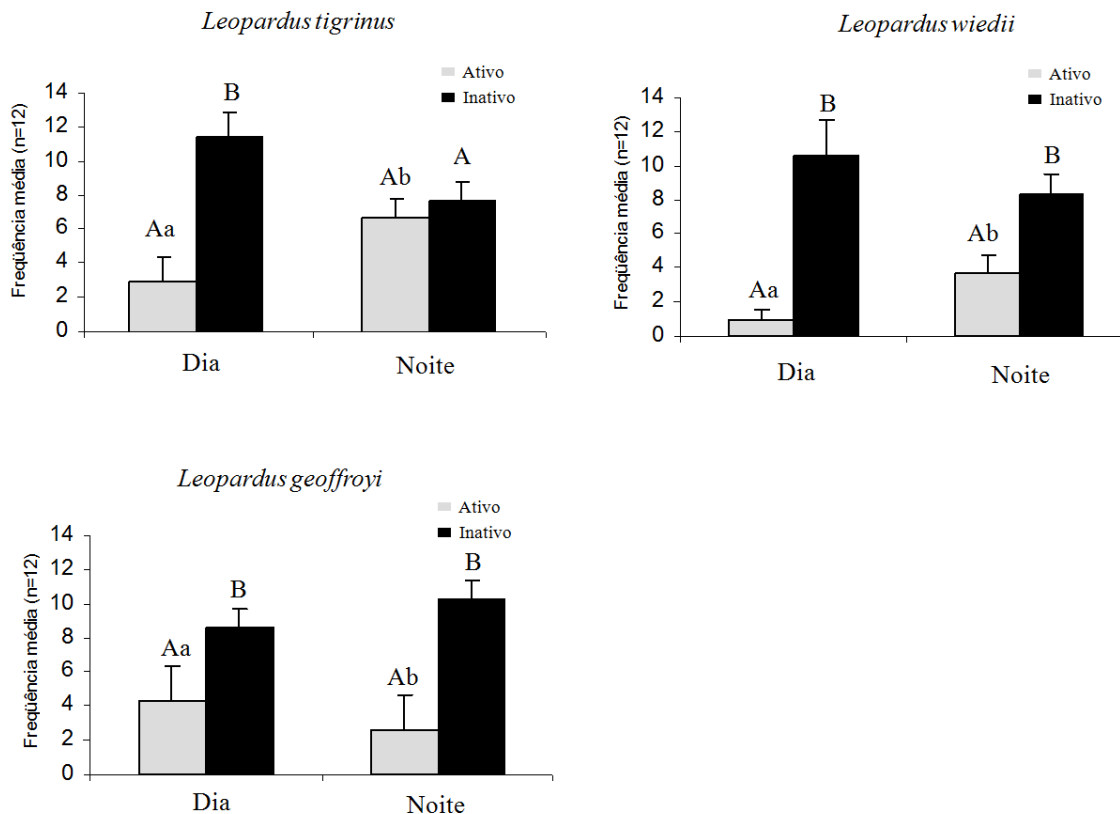 Leopardus tigrinus
Ativo
Inativo
Freqüência média (n=12)
14
12
10
8
6
4
2
0
Aa
B
Ab
A
Dia
Noite
Leopardus wiedii
Ativo
Inativo
Freqüência média (n=12)
14
12
10
8
6
4
2
0
Aa
B
Ab
B
Dia
Noite
Leopardus geoffroyi
Ativo
Inativo
Freqüência média (n=12)
14
12
10
8
6
4
2
0
Aa
B
Ab
B
Dia
Noite